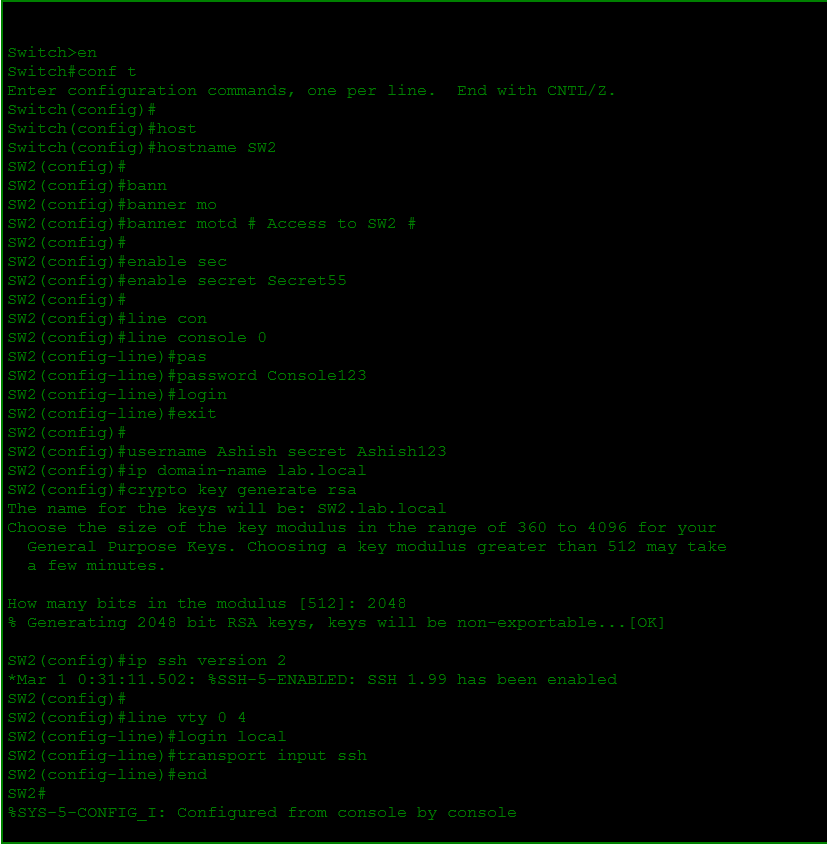 Switch>en
Switch#conf t
Enter configuration commands, one per line.  End with CNTL/Z.
Switch(config)#
Switch(config)#host
Switch(config)#hostname SW2
SW2(config)#
SW2(config)#bann
SW2(config)#banner mo
SW2(config)#banner motd # Access to SW2 #
SW2(config)#
SW2(config)#enable sec
SW2(config)#enable secret Secret55
SW2(config)#
SW2(config)#line con
SW2(config)#line console 0
SW2(config-line)#pas
SW2(config-line)#password Console123
SW2(config-line)#login
SW2(config-line)#exit
SW2(config)#
SW2(config)#username Ashish secret Ashish123
SW2(config)#ip domain-name lab.local
SW2(config)#crypto key generate rsa
The name for the keys will be: SW2.lab.local
Choose the size of the key modulus in the range of 360 to 4096 for your
  General Purpose Keys. Choosing a key modulus greater than 512 may take
  a few minutes.

How many bits in the modulus [512]: 2048
% Generating 2048 bit RSA keys, keys will be non-exportable...[OK]

SW2(config)#ip ssh version 2
*Mar 1 0:31:11.502: %SSH-5-ENABLED: SSH 1.99 has been enabled
SW2(config)#
SW2(config)#line vty 0 4
SW2(config-line)#login local
SW2(config-line)#transport input ssh
SW2(config-line)#end
SW2#
%SYS-5-CONFIG_I: Configured from console by console